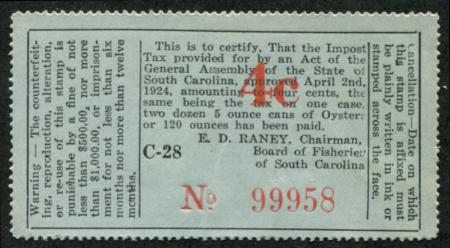 Warning — The counterfeit-
ing, reproduction, alteration,
or re-use of this stamp is
punishable by a fine of not
less than $500.00, nor more
than $1,000.00, or imprison-
ment for not less than six
months nor more than twelve
months.
This is to certify, That the Impost
Tax provided for by an Act of the
General Assembly of the State of
South Carolina, approved April 2nd,
1924, amounting to four cents, the
same being the tax on one case,
two dozen 5 ounce cans of Oysters
or 120 ounces has been paid.
4c
E. D. RANEY, Chairman,
C-28
Board of Fisheries
of South Carolina
No 99958
Cancellation—Date on which
this stamp is affixed must
be plainly written in ink or
stamped across the face.